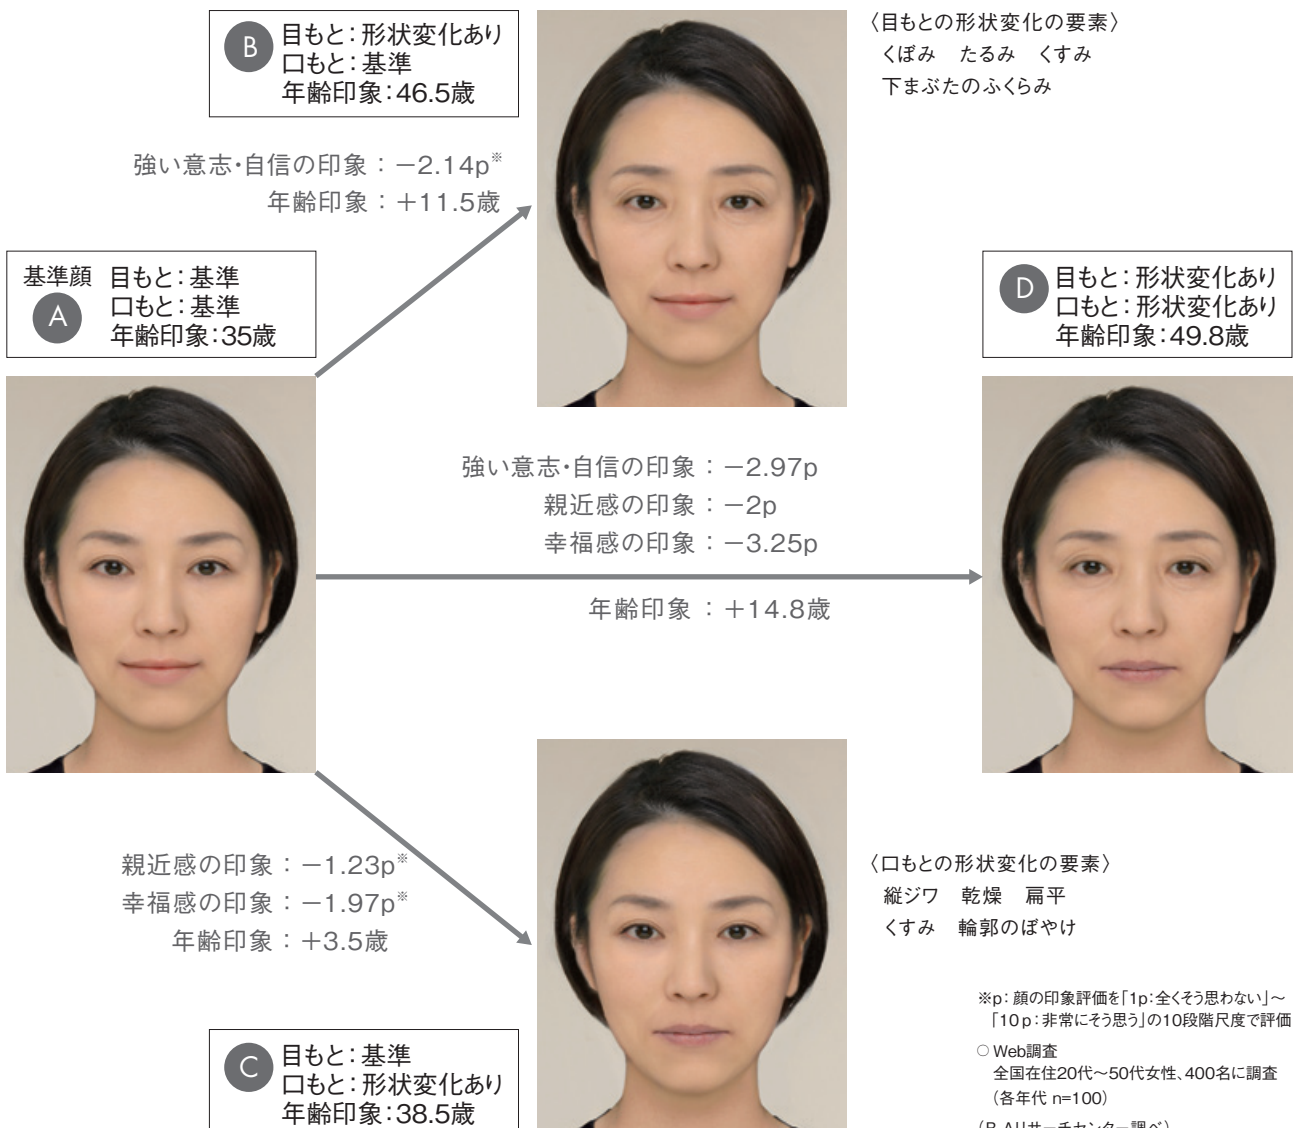 B
目もと：形状変化あり
口もと：基準
年齢印象：46.5歳
〈目もとの形状変化の要素〉
くぼみ　たるみ　くすみ
下まぶたのふくらみ
強い意志・自信の印象：－2.14p※
年齢印象：＋11.5歳
基準顔
A
目もと：基準
口もと：基準
年齢印象：35歳
D
目もと：形状変化あり
口もと：形状変化あり
年齢印象：49.8歳
強い意志・自信の印象：－2.97p
親近感の印象：－2p
幸福感の印象：－3.25p
年齢印象：＋14.8歳
親近感の印象：－1.23p※
幸福感の印象：－1.97p※
年齢印象：＋3.5歳
〈口もとの形状変化の要素〉
縦ジワ　乾燥　扁平
くすみ　輪郭のぼやけ
C
目もと：基準
口もと：形状変化あり
年齢印象：38.5歳
※p：顔の印象評価を「1p：全くそう思わない」～
「10p：非常にそう思う」の10段階尺度で評価
○ Web調査
全国在住20代～50代女性、400名に調査
（各年代 n=100）